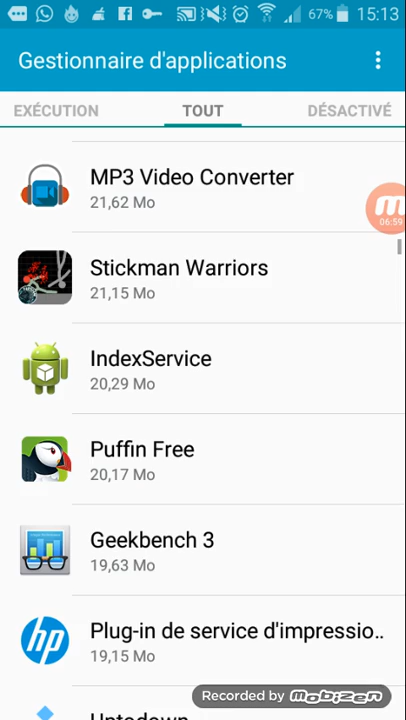 67% 15:13
Gestionnaire d'applications
EXÉCUTION TOUT DÉSACTIVÉ
MP3 Video Converter
21,62 Mo
06:59
Stickman Warriors
21,15 Mo
IndexService
20,29 Mo
Puffin Free
20,17 Mo
Geekbench 3
19,63 Mo
hp
Plug-in de service d'impressio..
19,15 Mo
Recorded by MOBIZEN
Uptodown